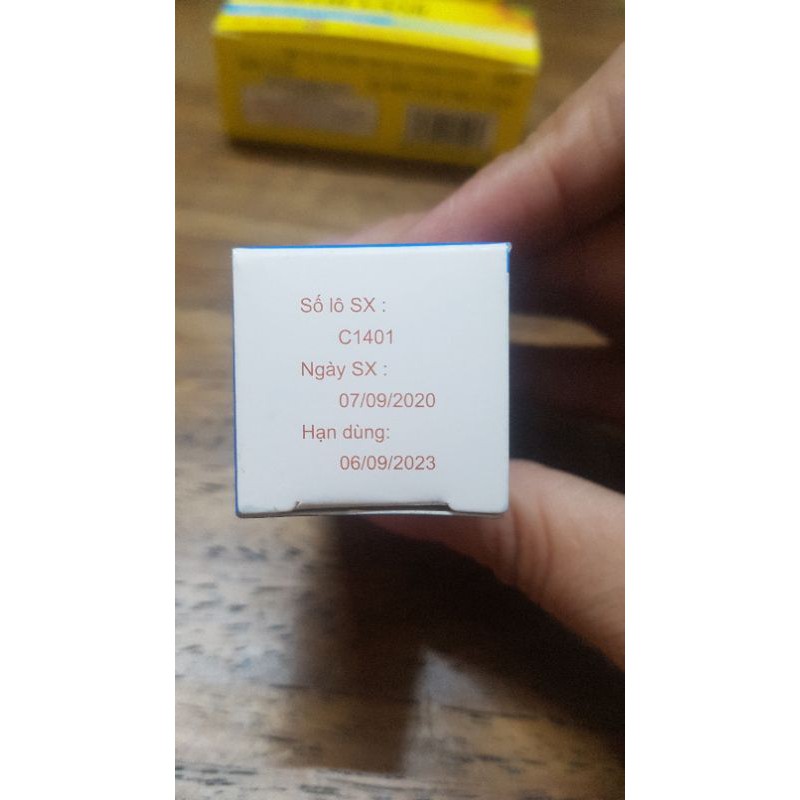 Số lô SX :
C1401
Ngày SX :
07/09/2020
Hạn dùng:
06/09/2023